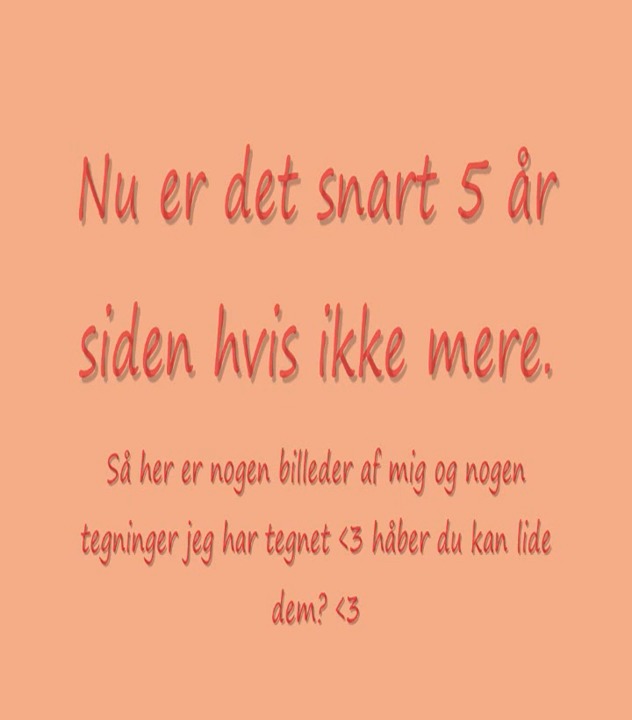 Nu er det snart 5 år
siden hvis ikke mere.
Så her er nogen billeder af mig og nogen
tegninger jeg har tegnet <3 håber du kan lide
dem? <3